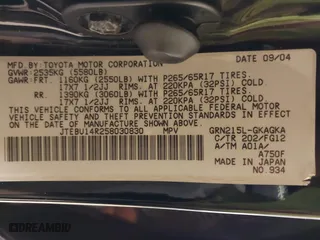 MFD BY: TOYOTA MOTOR CORPORATION DATE 09/04
GVWR: 2535KG (5580LB)
GAWR: FRT. 1160KG (2550LB) WITH P265/65R17 TIRES,
17X7 1/2JJ RIMS, AT 220KPA (32PSI) COLD
RR. 1390KG (3060LB) WITH P265/65R17 TIRES,
17X7 1/2JJ RIMS, AT 220KPA (32PSI) COLD
THIS VEHICLE CONFORMS TO ALL APPLICABLE FEDERAL MOTOR
VEHICLE SAFETY STANDARDS IN EFFECT ON THE DATE OF
MANUFACTURE SHOWN ABOVE.
JTEBU14R258030830 MPV GRN215L-GKAGKA
C/TR 202/FG12
A/TM A01A/
A750F
MADE IN JAPAN
NO. 934
DREAMBID